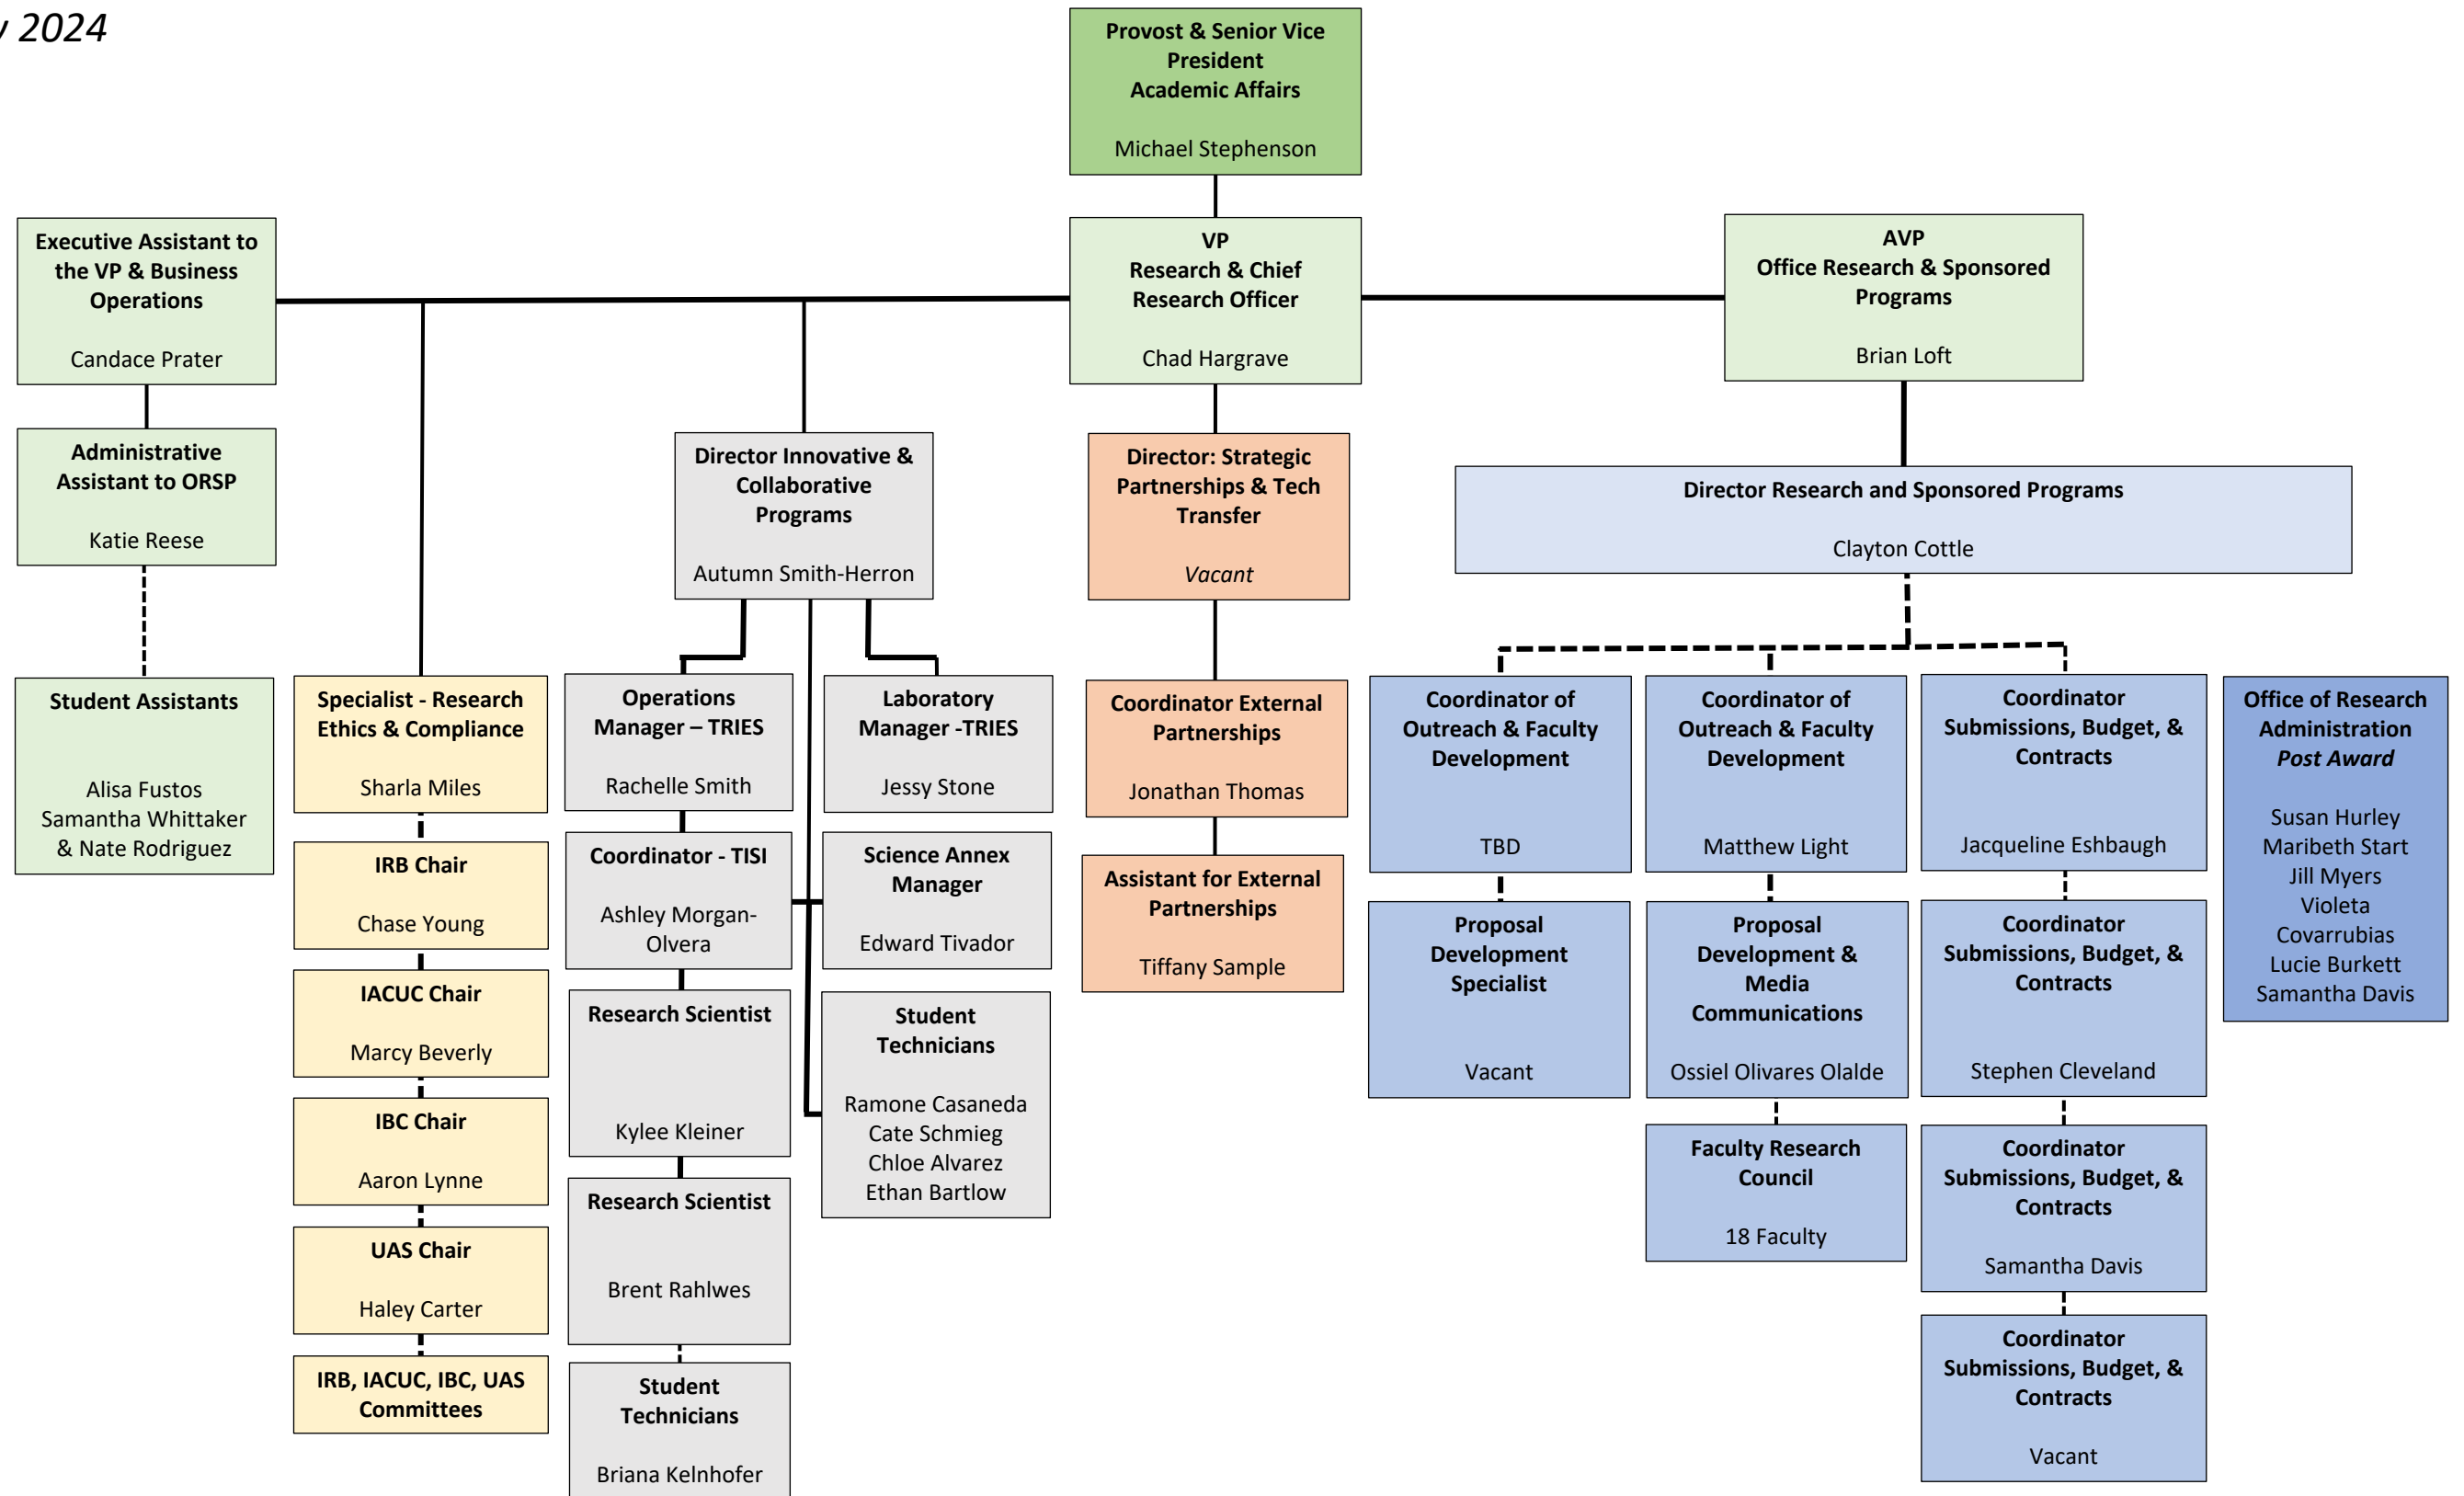 2024
Provost & Senior Vice
President
Academic Affairs
Michael Stephenson
Executive Assistant to
the VP & Business
Operations
Candace Prater
VP
Research & Chief
Research Officer
Chad Hargrave
AVP
Office Research & Sponsored
Programs
Brian Loft
Administrative
Assistant to ORSP
Katie Reese
Director Innovative &
Collaborative
Programs
Autumn Smith-Herron
Director: Strategic
Partnerships & Tech
Transfer
Vacant
Director Research and Sponsored Programs
Clayton Cottle
Student Assistants
Alisa Fustos
Samantha Whittaker
& Nate Rodriguez
Specialist - Research
Ethics & Compliance
Sharla Miles
IRB Chair
Chase Young
IACUC Chair
Marcy Beverly
IBC Chair
Aaron Lynne
UAS Chair
Haley Carter
IRB, IACUC, IBC, UAS
Committees
Operations
Manager – TRIES
Rachelle Smith
Coordinator - TISI
Ashley Morgan-
Olvera
Research Scientist
Kylee Kleiner
Research Scientist
Brent Rahlwes
Student
Technicians
Briana Kelnhofer
Laboratory
Manager -TRIES
Jessy Stone
Science Annex
Manager
Edward Tivador
Student
Technicians
Ramone Casaneda
Cate Schmieg
Chloe Alvarez
Ethan Bartlow
Coordinator External
Partnerships
Jonathan Thomas
Assistant for External
Partnerships
Tiffany Sample
Coordinator of
Outreach & Faculty
Development
TBD
Proposal
Development
Specialist
Vacant
Coordinator of
Outreach & Faculty
Development
Matthew Light
Proposal
Development &
Media
Communications
Ossiel Olivares Olalde
Faculty Research
Council
18 Faculty
Coordinator
Submissions, Budget, &
Contracts
Jacqueline Eshbaugh
Coordinator
Submissions, Budget, &
Contracts
Stephen Cleveland
Coordinator
Submissions, Budget, &
Contracts
Samantha Davis
Coordinator
Submissions, Budget, &
Contracts
Vacant
Office of Research
Administration
Post Award
Susan Hurley
Maribeth Start
Jill Myers
Violeta
Covarrubias
Lucie Burkett
Samantha Davis